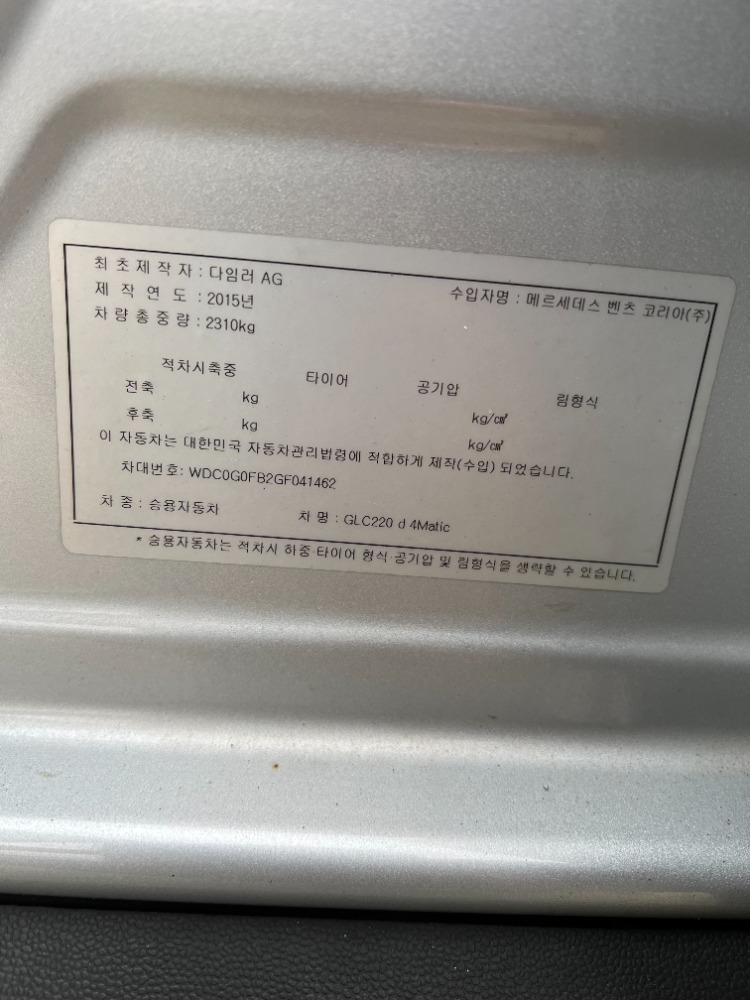 최초제작자 : 다임러 AG
수입자명 : 메르세데스 벤츠 코리아(주)
제 작 연 도 : 2015년
차 량 총 중 량 : 2310kg
적차시축중 타이어 공기압 림형식
전축 kg kg/㎠
후축 kg kg/㎠
이 자동차는 대한민국 자동차관리법령에 적합하게 제작(수입) 되었습니다.
차대번호: WDC0G0FB2GF041462
차 종 : 승용자동차 차 명 : GLC220 d 4Matic
* 승용자동차는 적차시 하중·타이어 형식·공기압 및 림형식을 생략할 수 있습니다.